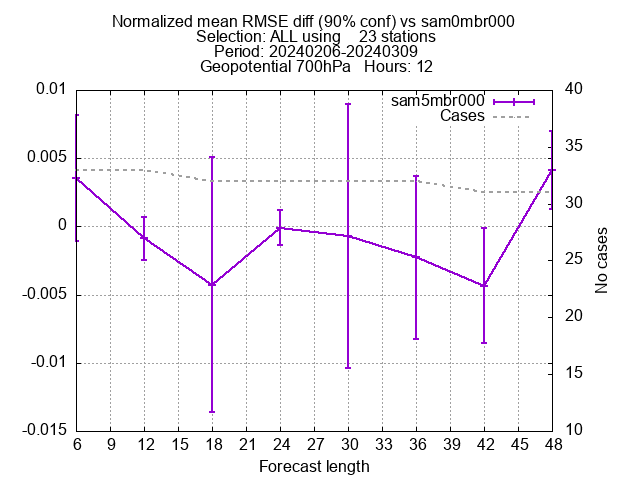 Normalized mean RMSE diff (90% conf) vs sam0mbr000
Selection: ALL using    23 stations
Period: 20240206-20240309
Geopotential 700hPa   Hours: 12
sam5mbr000
Cases
0.01
0.005
0
-0.005
-0.01
-0.015
40
35
30
25
20
15
10
No cases
6 9 12 15 18 21 24 27 30 33 36 39 42 45 48
Forecast length